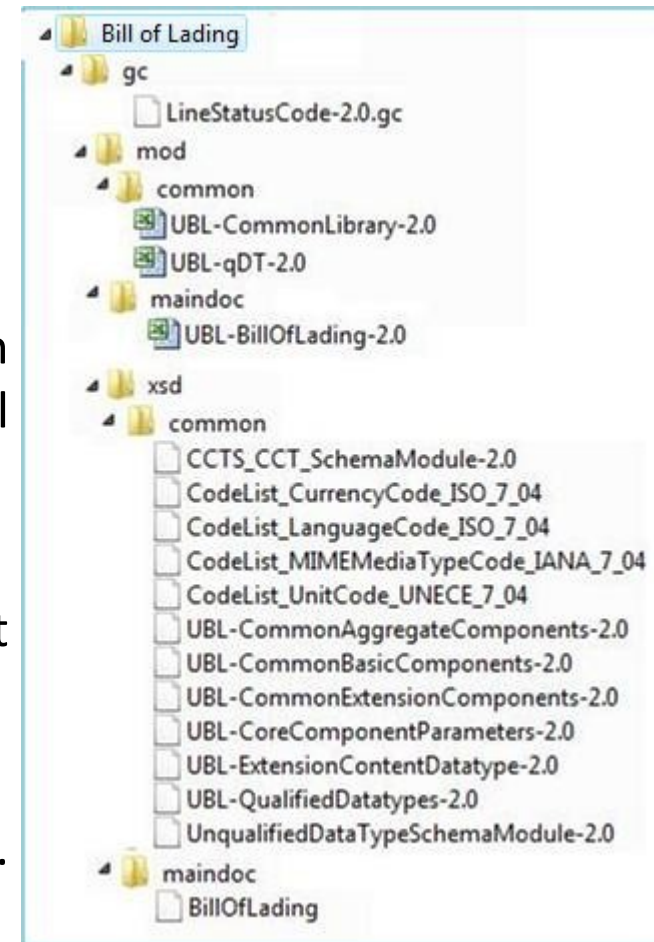 Bill of Lading
gc
LineStatusCode-2.0.gc
mod
common
UBL-CommonLibrary-2.0
UBL-qDT-2.0
maindoc
UBL-BillOfLading-2.0
xsd
common
CCTS_CCT_SchemaModule-2.0
CodeList_CurrencyCode_ISO_7_04
CodeList_LanguageCode_ISO_7_04
CodeList_MIMEMediaTypeCode_IANA_7_04
CodeList_UnitCode_UNECE_7_04
UBL-CommonAggregateComponents-2.0
UBL-CommonBasicComponents-2.0
UBL-CommonExtensionComponents-2.0
UBL-CoreComponentParameters-2.0
UBL-ExtensionContentDatatype-2.0
UBL-QualifiedDatatypes-2.0
UnqualifiedDataTypeSchemaModule-2.0
maindoc
BillOfLading